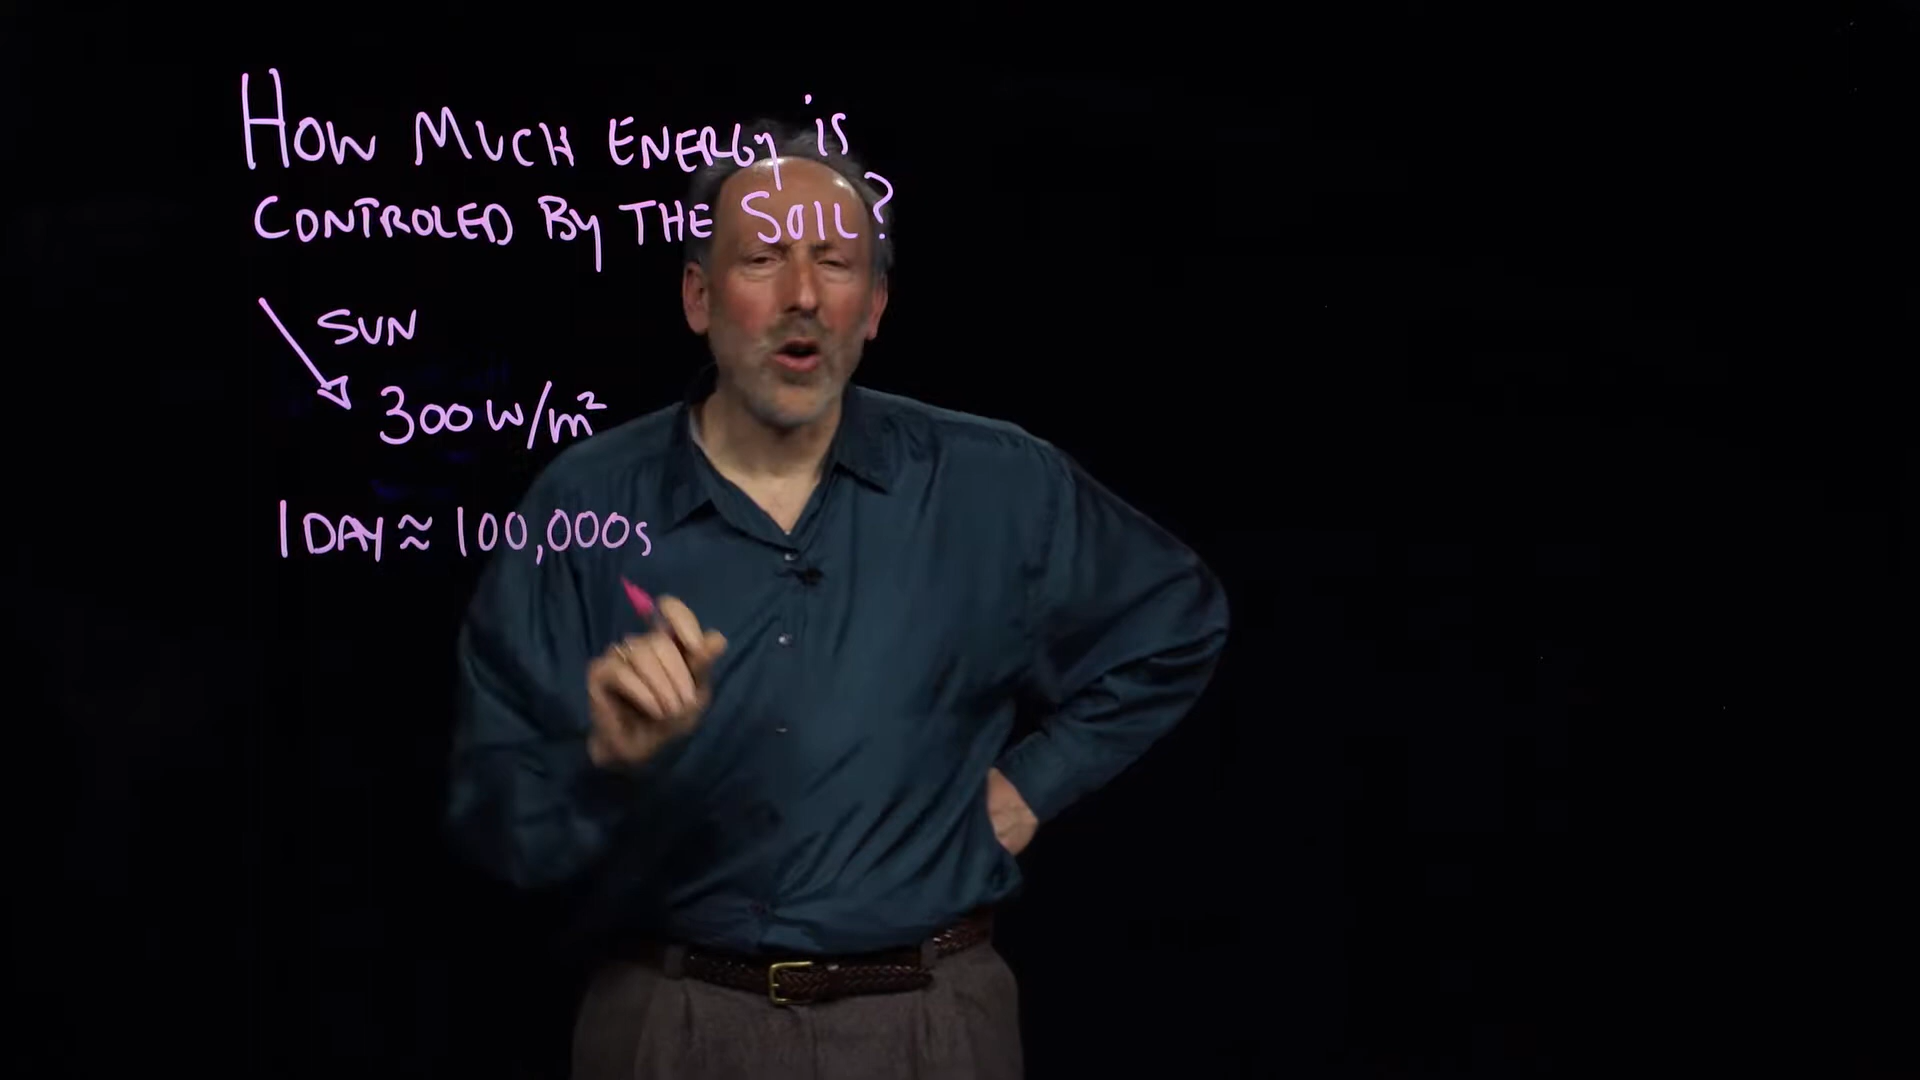 HOW MUCH ENERGY IS
CONTROLED BY THE SOIL?
SUN
300 W/m²
1 DAY ≈ 100,000s